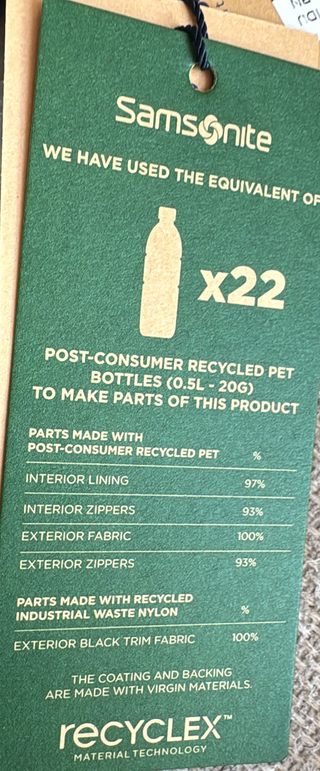 Samsonite
WE HAVE USED THE EQUIVALENT OF
x22
POST-CONSUMER RECYCLED PET
BOTTLES (0.5L - 20G)
TO MAKE PARTS OF THIS PRODUCT
PARTS MADE WITH
POST-CONSUMER RECYCLED PET %
INTERIOR LINING 97%
INTERIOR ZIPPERS 93%
EXTERIOR FABRIC 100%
EXTERIOR ZIPPERS 93%
PARTS MADE WITH RECYCLED
INDUSTRIAL WASTE NYLON %
EXTERIOR BLACK TRIM FABRIC 100%
THE COATING AND BACKING
ARE MADE WITH VIRGIN MATERIALS.
reCYCLEX™
MATERIAL TECHNOLOGY